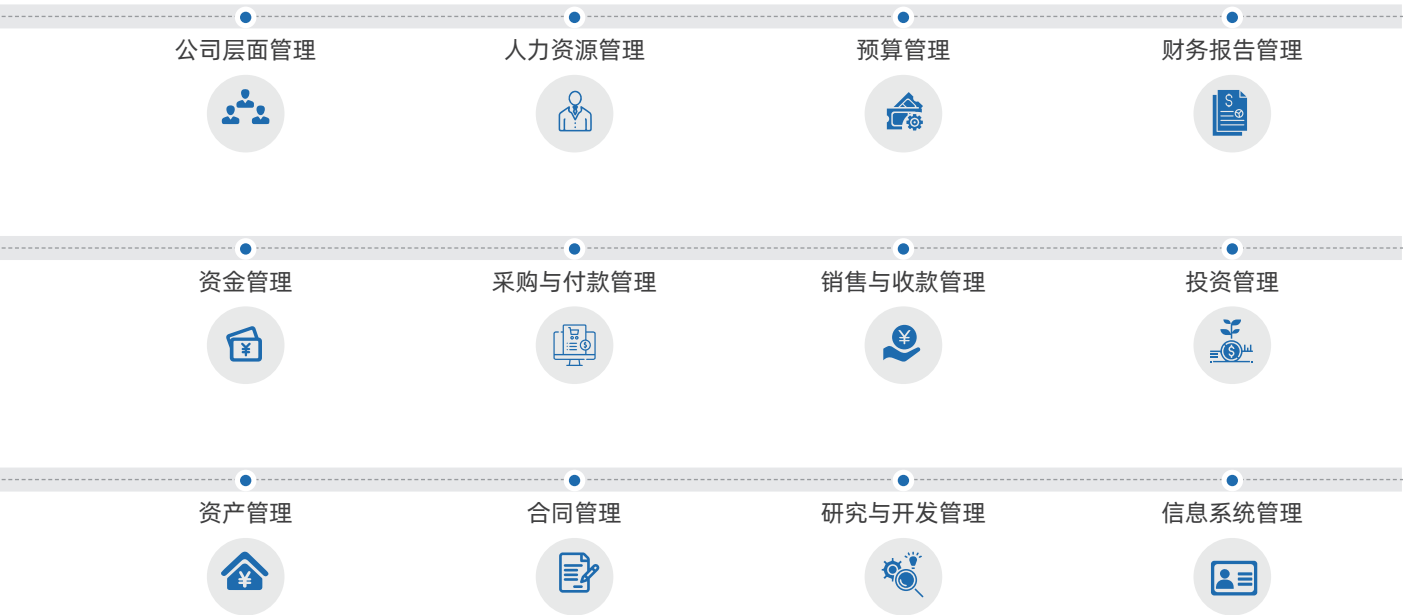 公司层面管理
人力资源管理
预算管理
财务报告管理
资金管理
采购与付款管理
销售与收款管理
投资管理
资产管理
合同管理
研究与开发管理
信息系统管理